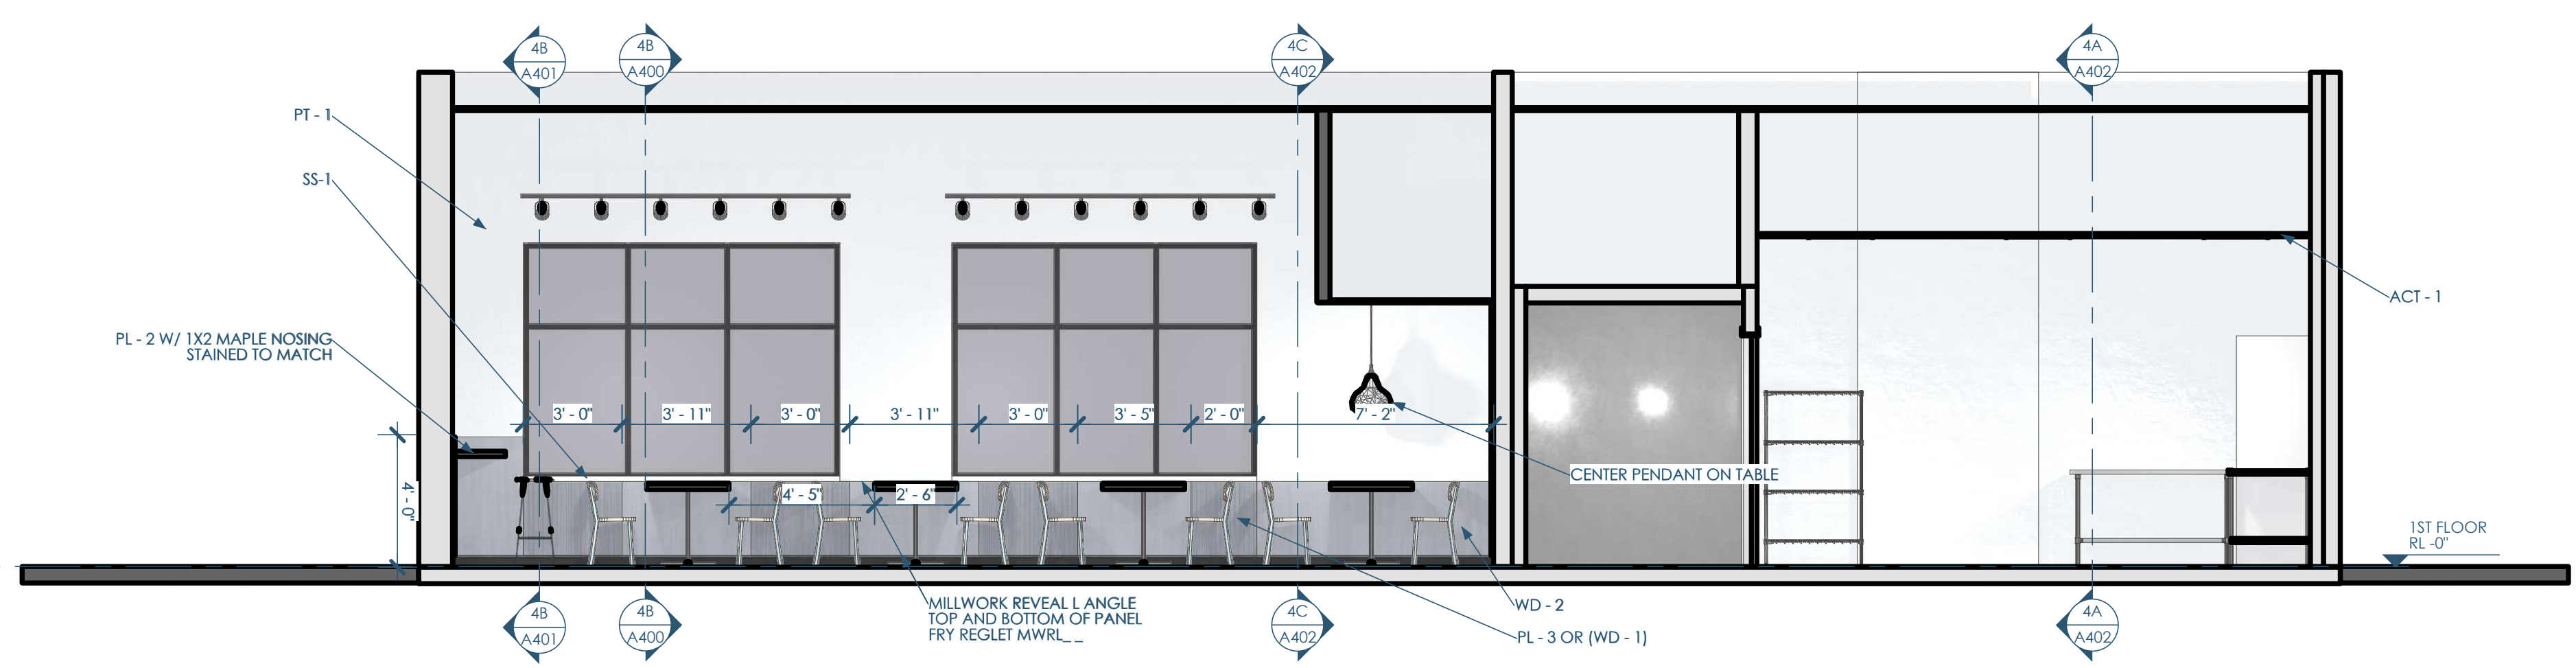 4B
A401
4B
A400
4C
A402
4A
A402
PT - 1
SS-1
PL - 2 W/ 1X2 MAPLE NOSING
STAINED TO MATCH
ACT - 1
3' - 0"
3' - 11"
3' - 0"
3' - 11"
3' - 0"
3' - 5"
2' - 0"
7' - 2"
4' - 0"
4' - 5"
2' - 6"
CENTER PENDANT ON TABLE
1ST FLOOR
RL -0"
MILLWORK REVEAL L ANGLE
TOP AND BOTTOM OF PANEL
FRY REGLET MWRL_ _
WD - 2
PL - 3 OR (WD - 1)
4B
A401
4B
A400
4C
A402
4A
A402